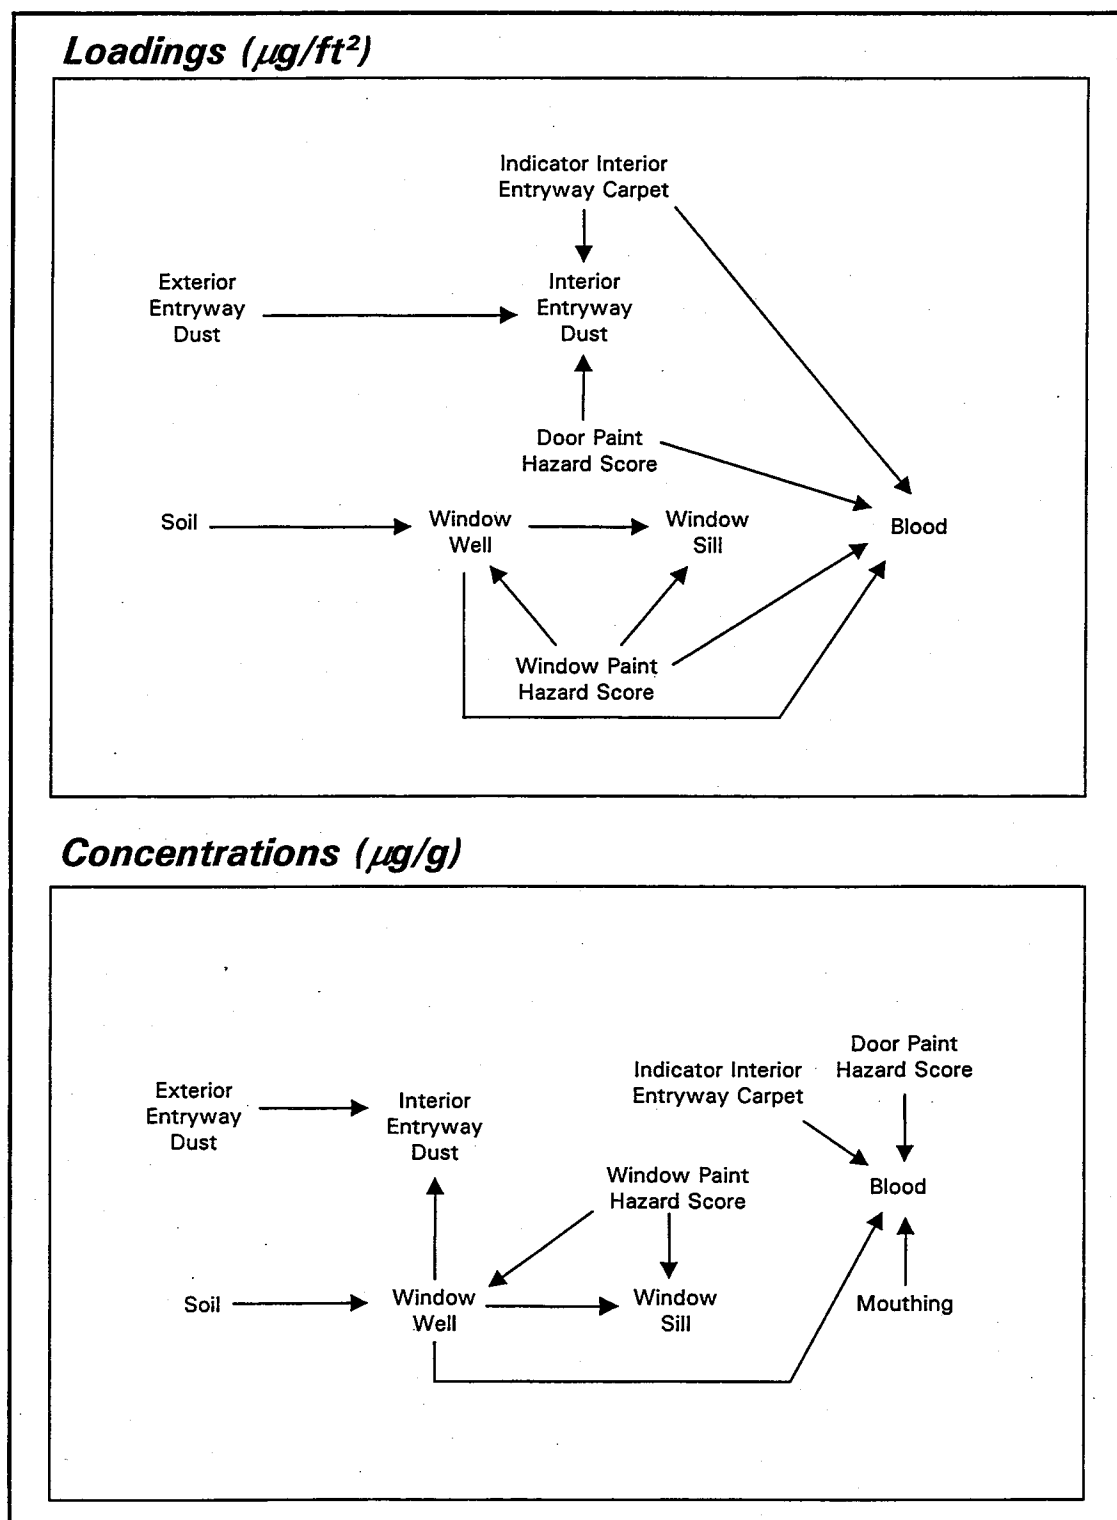 Loadings (µg/ft²)
Indicator Interior
Entryway Carpet
Exterior
Entryway
Dust
Interior
Entryway
Dust
Door Paint
Hazard Score
Soil
Window
Well
Window
Sill
Blood
Window Paint
Hazard Score
Concentrations (µg/g)
Door Paint
Hazard Score
Indicator Interior
Entryway Carpet
Exterior
Entryway
Dust
Interior
Entryway
Dust
Window Paint
Hazard Score
Blood
Soil
Window
Well
Window
Sill
Mouthing